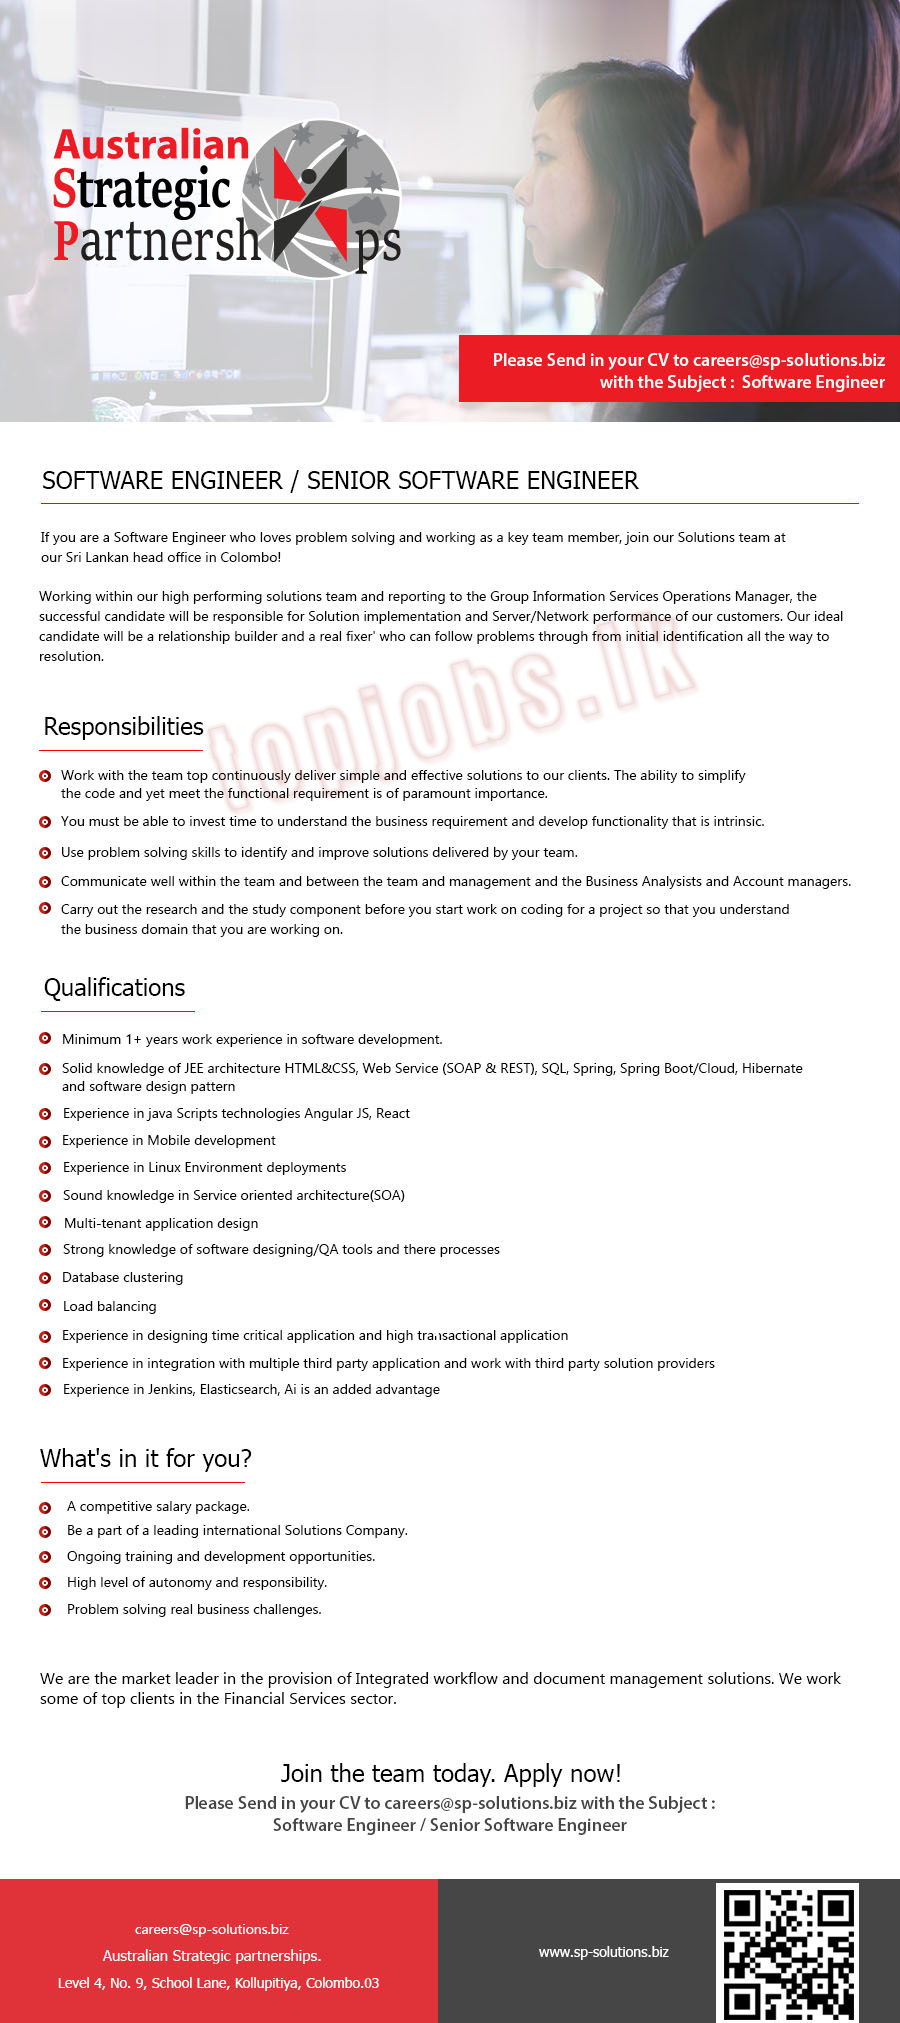 Australian
Strategic
Partnersh ps
Please Send in your CV to careers@sp-solutions.biz
with the Subject : Software Engineer
SOFTWARE ENGINEER / SENIOR SOFTWARE ENGINEER
If you are a Software Engineer who loves problem solving and working as a key team member, join our Solutions team at
our Sri Lankan head office in Colombo!
Working within our high performing solutions team and reporting to the Group Information Services Operations Manager, the
successful candidate will be responsible for Solution implementation and Server/Network performance of our customers. Our ideal
candidate will be a relationship builder and a real fixer' who can follow problems through from initial identification all the way to
resolution.
topjobs.lk
Responsibilities
Work with the team top continuously deliver simple and effective solutions to our clients. The ability to simplify
the code and yet meet the functional requirement is of paramount importance.
You must be able to invest time to understand the business requirement and develop functionality that is intrinsic.
Use problem solving skills to identify and improve solutions delivered by your team.
Communicate well within the team and between the team and management and the Business Analysists and Account managers.
Carry out the research and the study component before you start work on coding for a project so that you understand
the business domain that you are working on.
Qualifications
Minimum 1+ years work experience in software development.
Solid knowledge of JEE architecture HTML&CSS, Web Service (SOAP & REST), SQL, Spring, Spring Boot/Cloud, Hibernate
and software design pattern
Experience in java Scripts technologies Angular JS, React
Experience in Mobile development
Experience in Linux Environment deployments
Sound knowledge in Service oriented architecture(SOA)
Multi-tenant application design
Strong knowledge of software designing/QA tools and there processes
Database clustering
Load balancing
Experience in designing time critical application and high transactional application
Experience in integration with multiple third party application and work with third party solution providers
Experience in Jenkins, Elasticsearch, Ai is an added advantage
What's in it for you?
A competitive salary package.
Be a part of a leading international Solutions Company.
Ongoing training and development opportunities.
High level of autonomy and responsibility.
Problem solving real business challenges.
We are the market leader in the provision of Integrated workflow and document management solutions. We work
some of top clients in the Financial Services sector.
Join the team today. Apply now!
Please Send in your CV to careers@sp-solutions.biz with the Subject :
Software Engineer / Senior Software Engineer
careers@sp-solutions.biz
Australian Strategic partnerships.
Level 4, No. 9, School Lane, Kollupitiya, Colombo.03
www.sp-solutions.biz